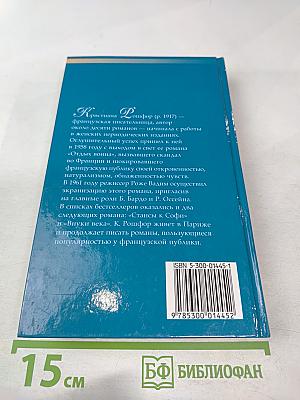 Кристиана Рошфор (р. 1917) —
французская писательница, автор
около десяти романов — начинала с работы
в женских периодических изданиях.
Оглушительный успех пришел к ней
в 1958 году с выходом в свет ее романа
«Отдых воина», вызвавшего скандал
во Франции и шокировавшего
французскую публику своей откровенностью,
натурализмом, обнаженностью чувств.
В 1961 году режиссер Роже Вадим осуществил
экранизацию этого романа, пригласив
на главные роли Б. Бардо и Р. Оссейна.
В списках бестселлеров оказались и два
следующих романа: «Стансы к Софи»
и «Внуки века». К. Рошфор живет в Париже
и продолжает писать романы, пользующиеся
популярностью у французской публики.
ISBN 5-300-01445-1
9 785300 014452
15 см
БФ БИБЛИОФАН